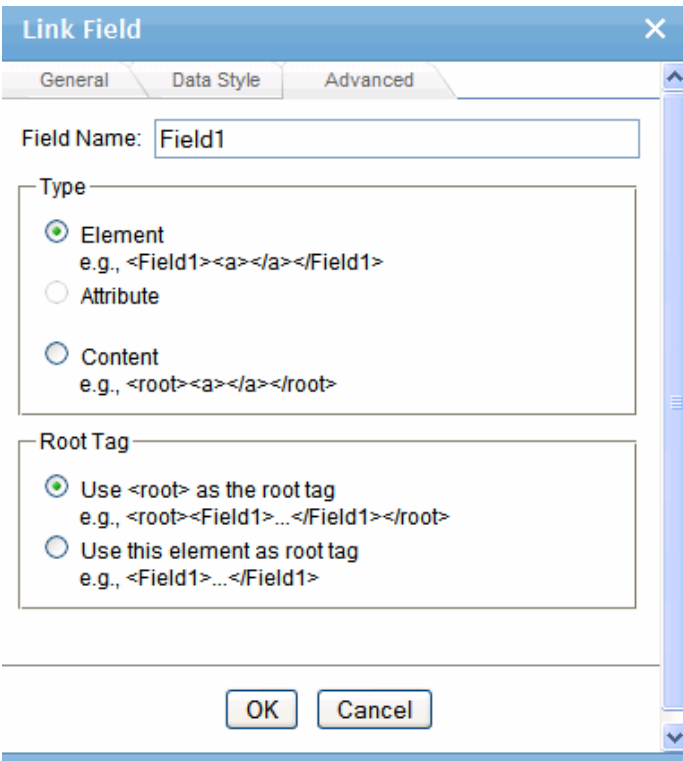 Link Field
General Data Style Advanced
Field Name: Field1
Type
Element
e.g., <Field1><a></a></Field1>
Attribute
Content
e.g., <root><a></a></root>
Root Tag
Use <root> as the root tag
e.g., <root><Field1>...</Field1></root>
Use this element as root tag
e.g., <Field1>...</Field1>
OK Cancel